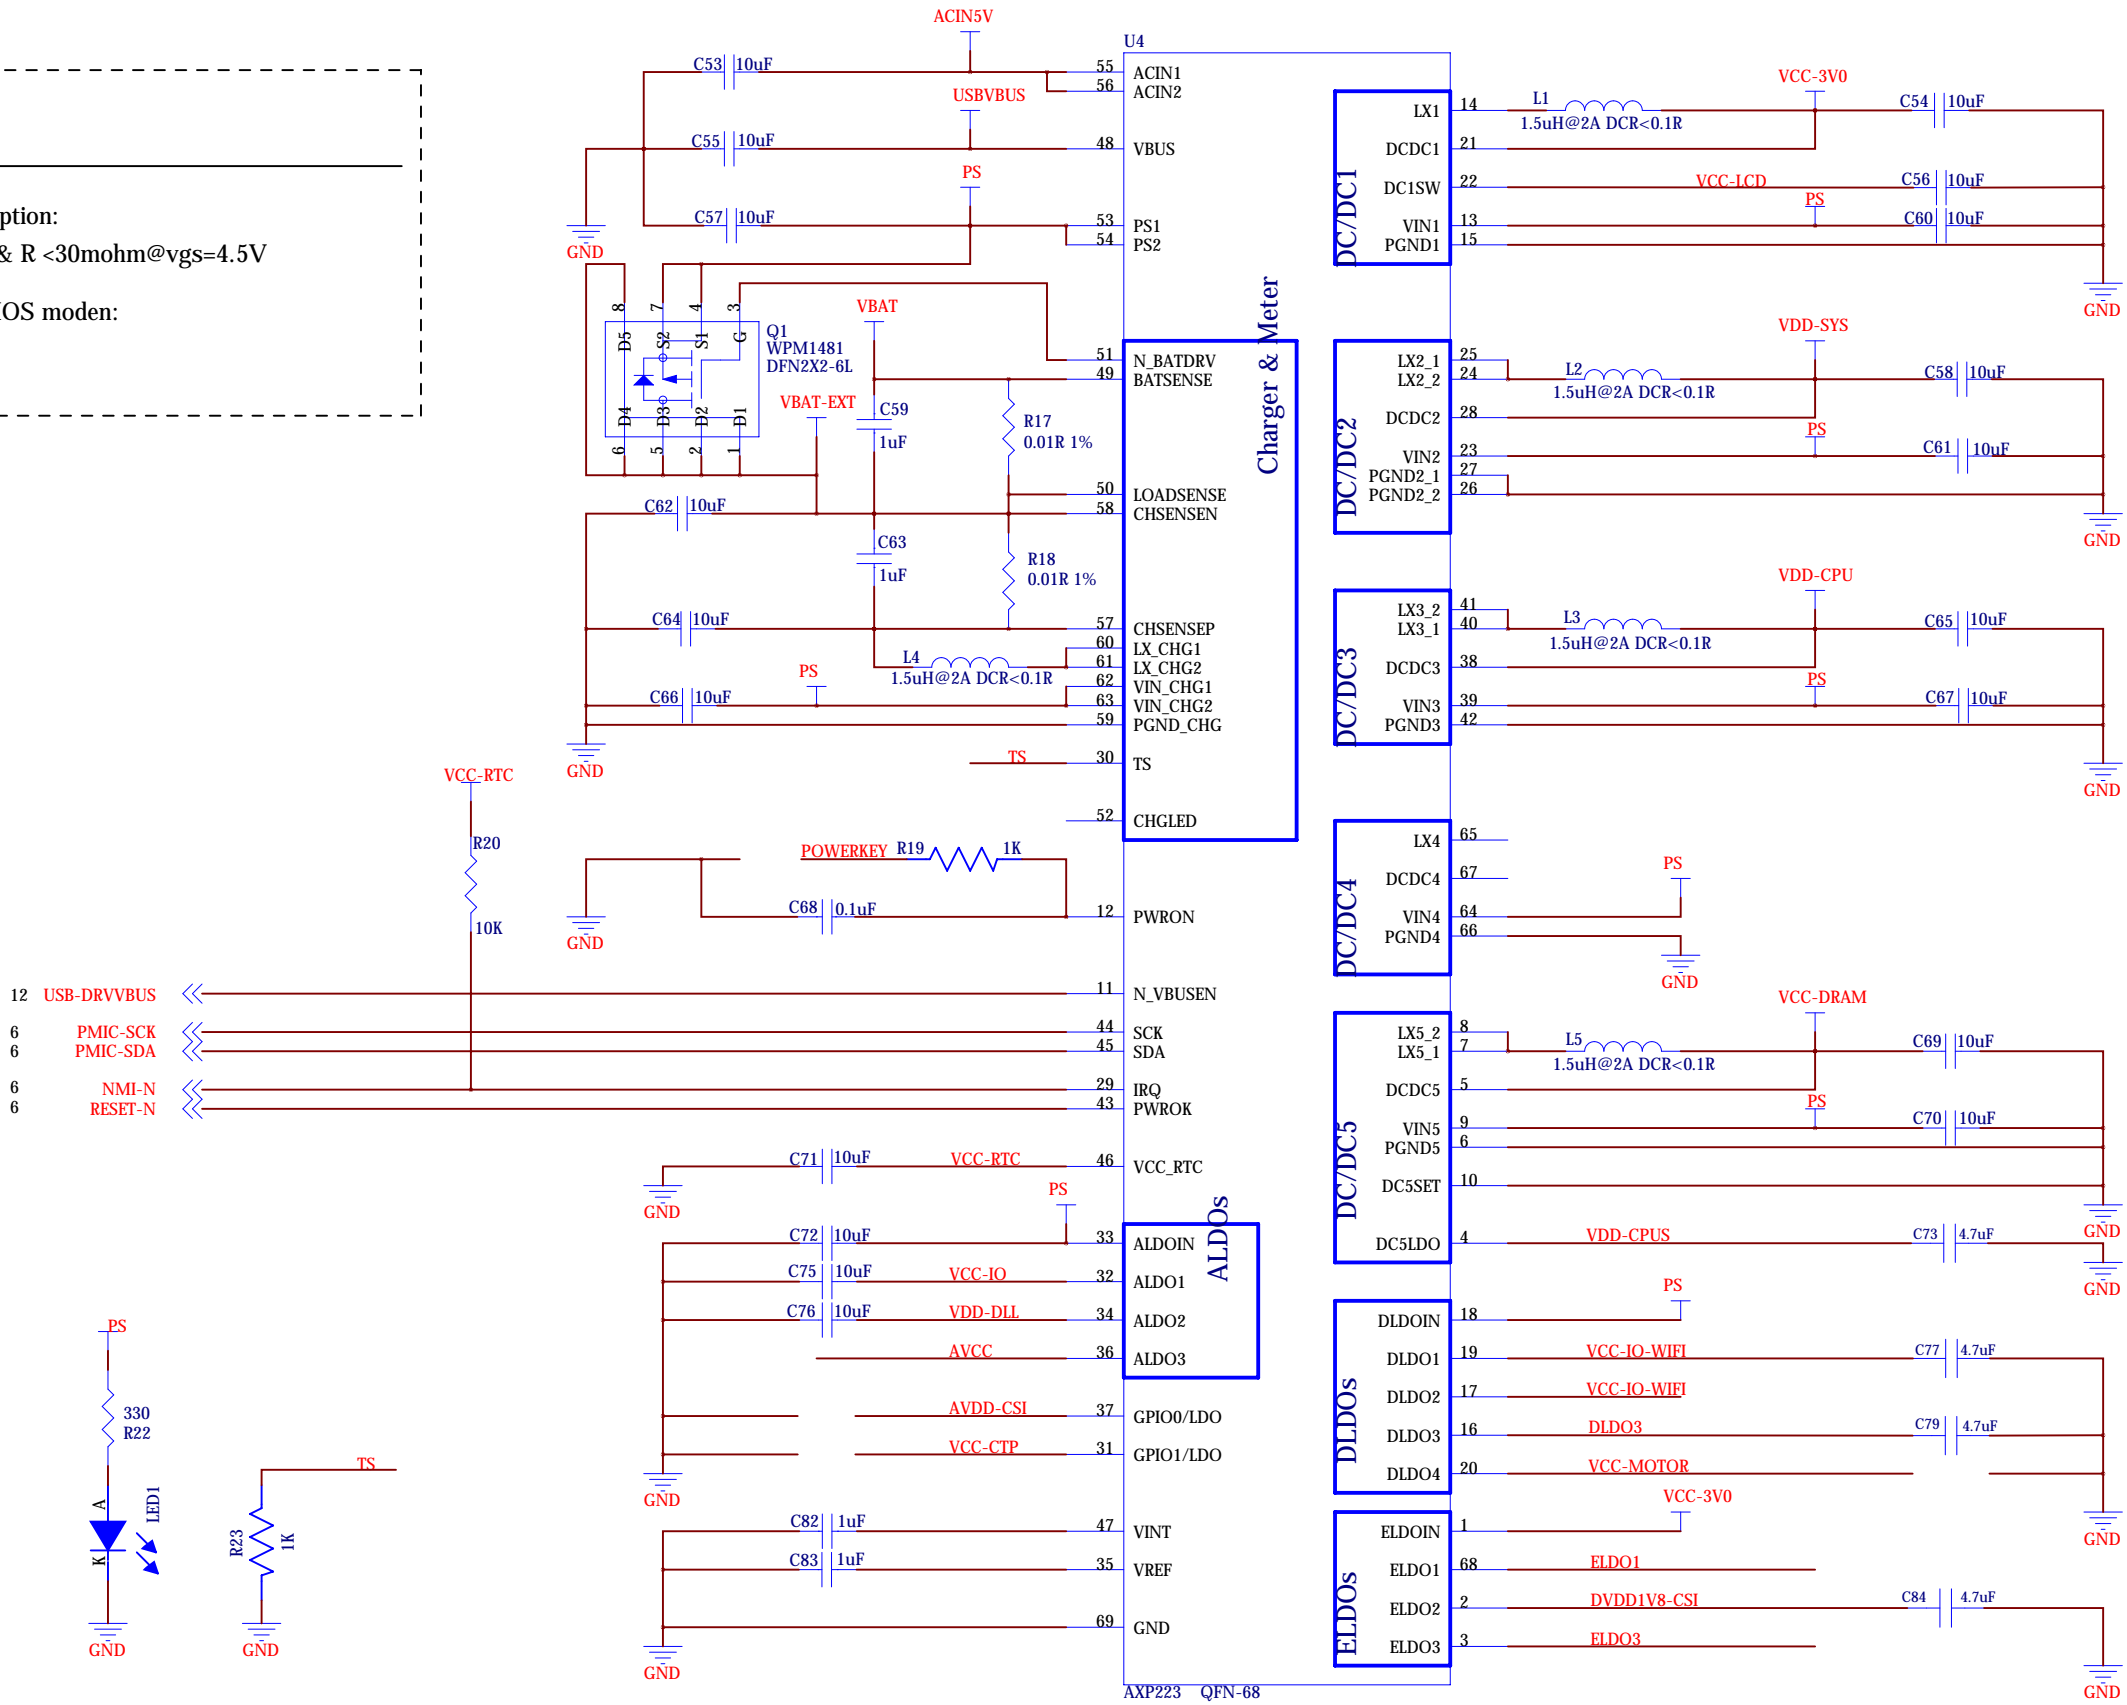 ption:
& R <30mohm@vgs=4.5V
IOS moden:
ACIN5V
C53 10uF
USBVBUS
C55 10uF
PS
C57 10uF
GND
8 7 4 3
D5 S2 S1 G
Q1
WPM1481
DFN2X2-6L
D4 D3 D2 D1
6 5 2 1
VBAT
VBAT-EXT
C59
1uF
R17
0.01R 1%
C62 10uF
C63
1uF
R18
0.01R 1%
C64 10uF
L4
1.5uH@2A DCR<0.1R
PS
C66 10uF
GND
TS
VCC-RTC
R20
10K
POWERKEY R19 1K
C68 0.1uF
GND
12 USB-DRVVBUS
6 PMIC-SCK
6 PMIC-SDA
6 NMI-N
6 RESET-N
C71 10uF VCC-RTC
GND
PS
C72 10uF
C75 10uF VCC-IO
C76 10uF VDD-DLL
AVCC
AVDD-CSI
VCC-CTP
GND
C82 1uF
C83 1uF
GND
PS
330
R22
A
LED1
K
GND
TS
R23
1K
GND
U4
55 ACIN1
56 ACIN2
48 VBUS
53 PS1
54 PS2
Charger & Meter
51 N_BATDRV
49 BATSENSE
50 LOADSENSE
58 CHSENSEN
57 CHSENSEP
60 LX_CHG1
61 LX_CHG2
62 VIN_CHG1
63 VIN_CHG2
59 PGND_CHG
30 TS
52 CHGLED
12 PWRON
11 N_VBUSEN
44 SCK
45 SDA
29 IRQ
43 PWROK
46 VCC_RTC
ALDOs
33 ALDOIN
32 ALDO1
34 ALDO2
36 ALDO3
37 GPIO0/LDO
31 GPIO1/LDO
47 VINT
35 VREF
69 GND
AXP223 QFN-68
DC/DC1
LX1 14
DCDC1 21
DC1SW 22
VIN1 13
PGND1 15
L1
1.5uH@2A DCR<0.1R
VCC-3V0
C54 10uF
VCC-LCD
C56 10uF
PS
C60 10uF
GND
DC/DC2
LX2_1 25
LX2_2 24
DCDC2 28
VIN2 23
PGND2_1 27
PGND2_2 26
VDD-SYS
L2
1.5uH@2A DCR<0.1R
C58 10uF
PS
C61 10uF
GND
DC/DC3
LX3_2 41
LX3_1 40
DCDC3 38
VIN3 39
PGND3 42
VDD-CPU
L3
1.5uH@2A DCR<0.1R
C65 10uF
PS
C67 10uF
GND
DC/DC4
LX4 65
DCDC4 67
VIN4 64
PGND4 66
PS
GND
DC/DC5
LX5_2 8
LX5_1 7
DCDC5 5
VIN5 9
PGND5 6
DC5SET 10
DC5LDO 4
VCC-DRAM
L5
1.5uH@2A DCR<0.1R
C69 10uF
PS
C70 10uF
GND
VDD-CPUS
C73 4.7uF
GND
DLDOs
DLDOIN 18
DLDO1 19
DLDO2 17
DLDO3 16
DLDO4 20
PS
VCC-IO-WIFI
C77 4.7uF
VCC-IO-WIFI
DLDO3
C79 4.7uF
VCC-MOTOR
GND
ELDOs
ELDOIN 1
ELDO1 68
ELDO2 2
ELDO3 3
VCC-3V0
ELDO1
DVDD1V8-CSI
C84 4.7uF
ELDO3
GND